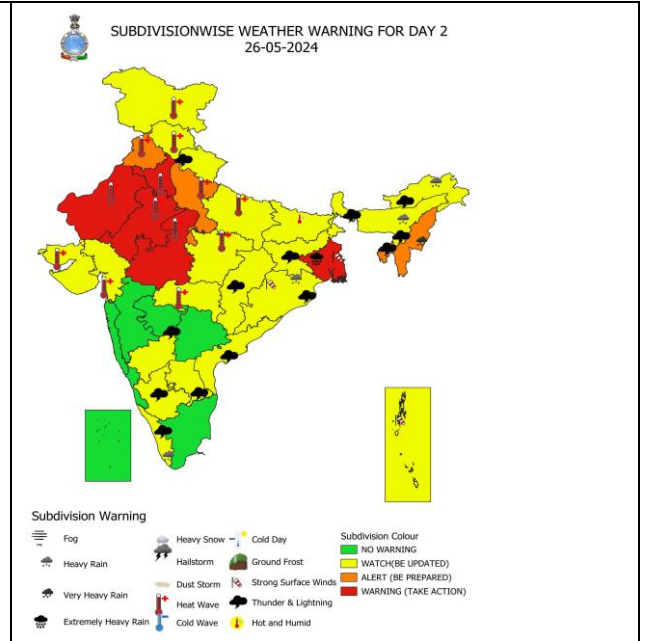 SUBDIVISIONWISE WEATHER WARNING FOR DAY 2
26-05-2024
Subdivision Warning
Fog
Heavy Rain
Very Heavy Rain
Extremely Heavy Rain
Heavy Snow
Hailstorm
Dust Storm
Heat Wave
Cold Wave
Cold Day
Ground Frost
Strong Surface Winds
Thunder & Lightning
Hot and Humid
Subdivision Colour
NO WARNING
WATCH(BE UPDATED)
ALERT (BE PREPARED)
WARNING (TAKE ACTION)